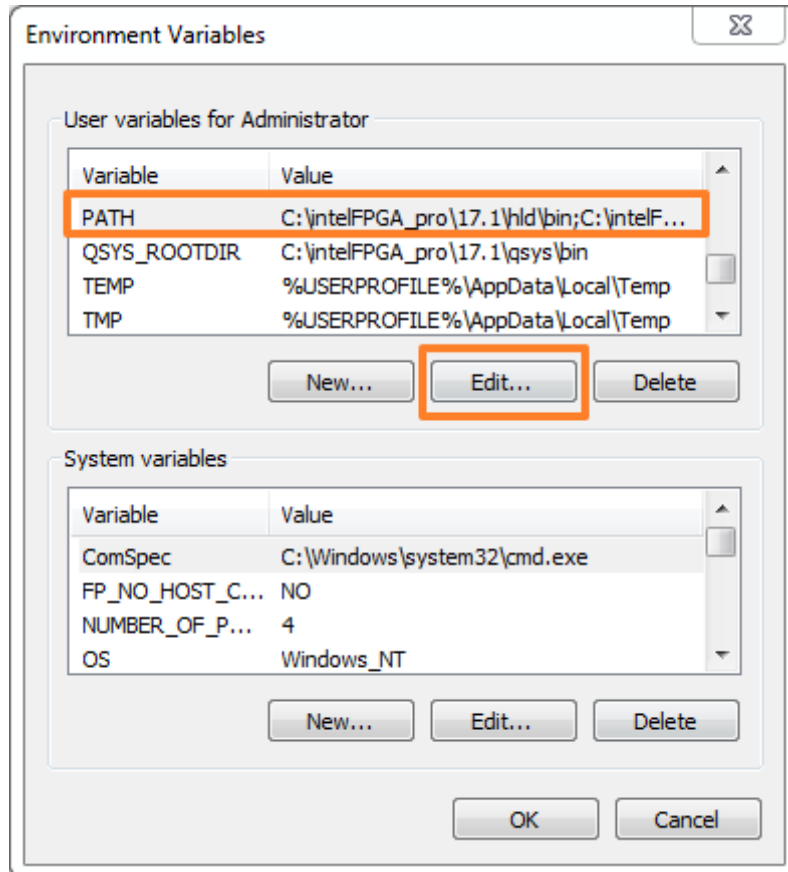 Environment Variables
User variables for Administrator
Variable Value
PATH C:\intelFPGA_pro\17.1\hld\bin;C:\intelF...
QSYS_ROOTDIR C:\intelFPGA_pro\17.1\qsys\bin
TEMP %USERPROFILE%\AppData\Local\Temp
TMP %USERPROFILE%\AppData\Local\Temp
New... Edit... Delete
System variables
Variable Value
ComSpec C:\Windows\system32\cmd.exe
FP_NO_HOST_C... NO
NUMBER_OF_P... 4
OS Windows_NT
New... Edit... Delete
OK Cancel